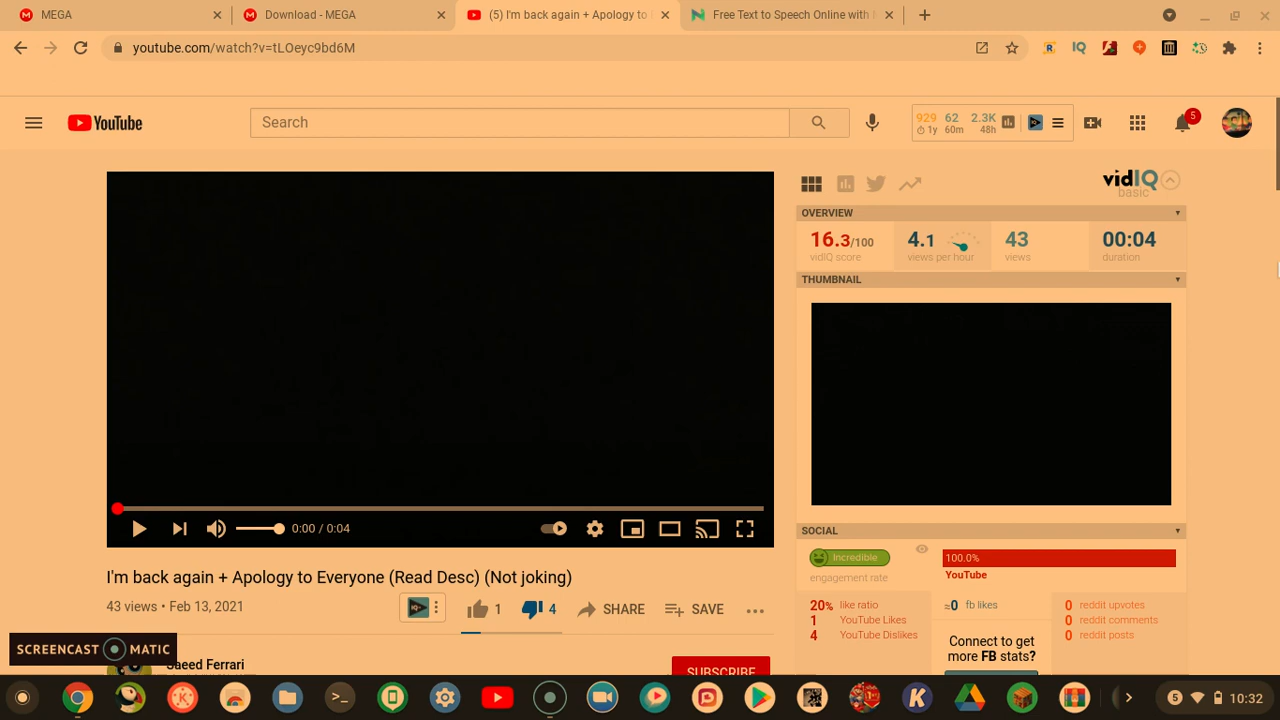 MEGA
Download - MEGA
(5) I'm back again + Apology to
Free Text to Speech Online with
youtube.com/watch?v=tLOeyc9bd6M
IQ
YouTube
Search
929 62 2.3K
1y 60m 48h
5
vidIQ
basic
OVERVIEW
16.3/100 4.1 43 00:04
vidIQ score views per hour views duration
THUMBNAIL
0:00 / 0:04
SOCIAL
Incredible
engagement rate
100.0%
YouTube
I'm back again + Apology to Everyone (Read Desc) (Not joking)
43 views • Feb 13, 2021
1 4 SHARE SAVE
20% like ratio
1 YouTube Likes
4 YouTube Dislikes
≈0 fb likes
Connect to get
more FB stats?
0 reddit upvotes
0 reddit comments
0 reddit posts
SCREENCAST MATIC
Saeed Ferrari
SUBSCRIBE
5 10:32